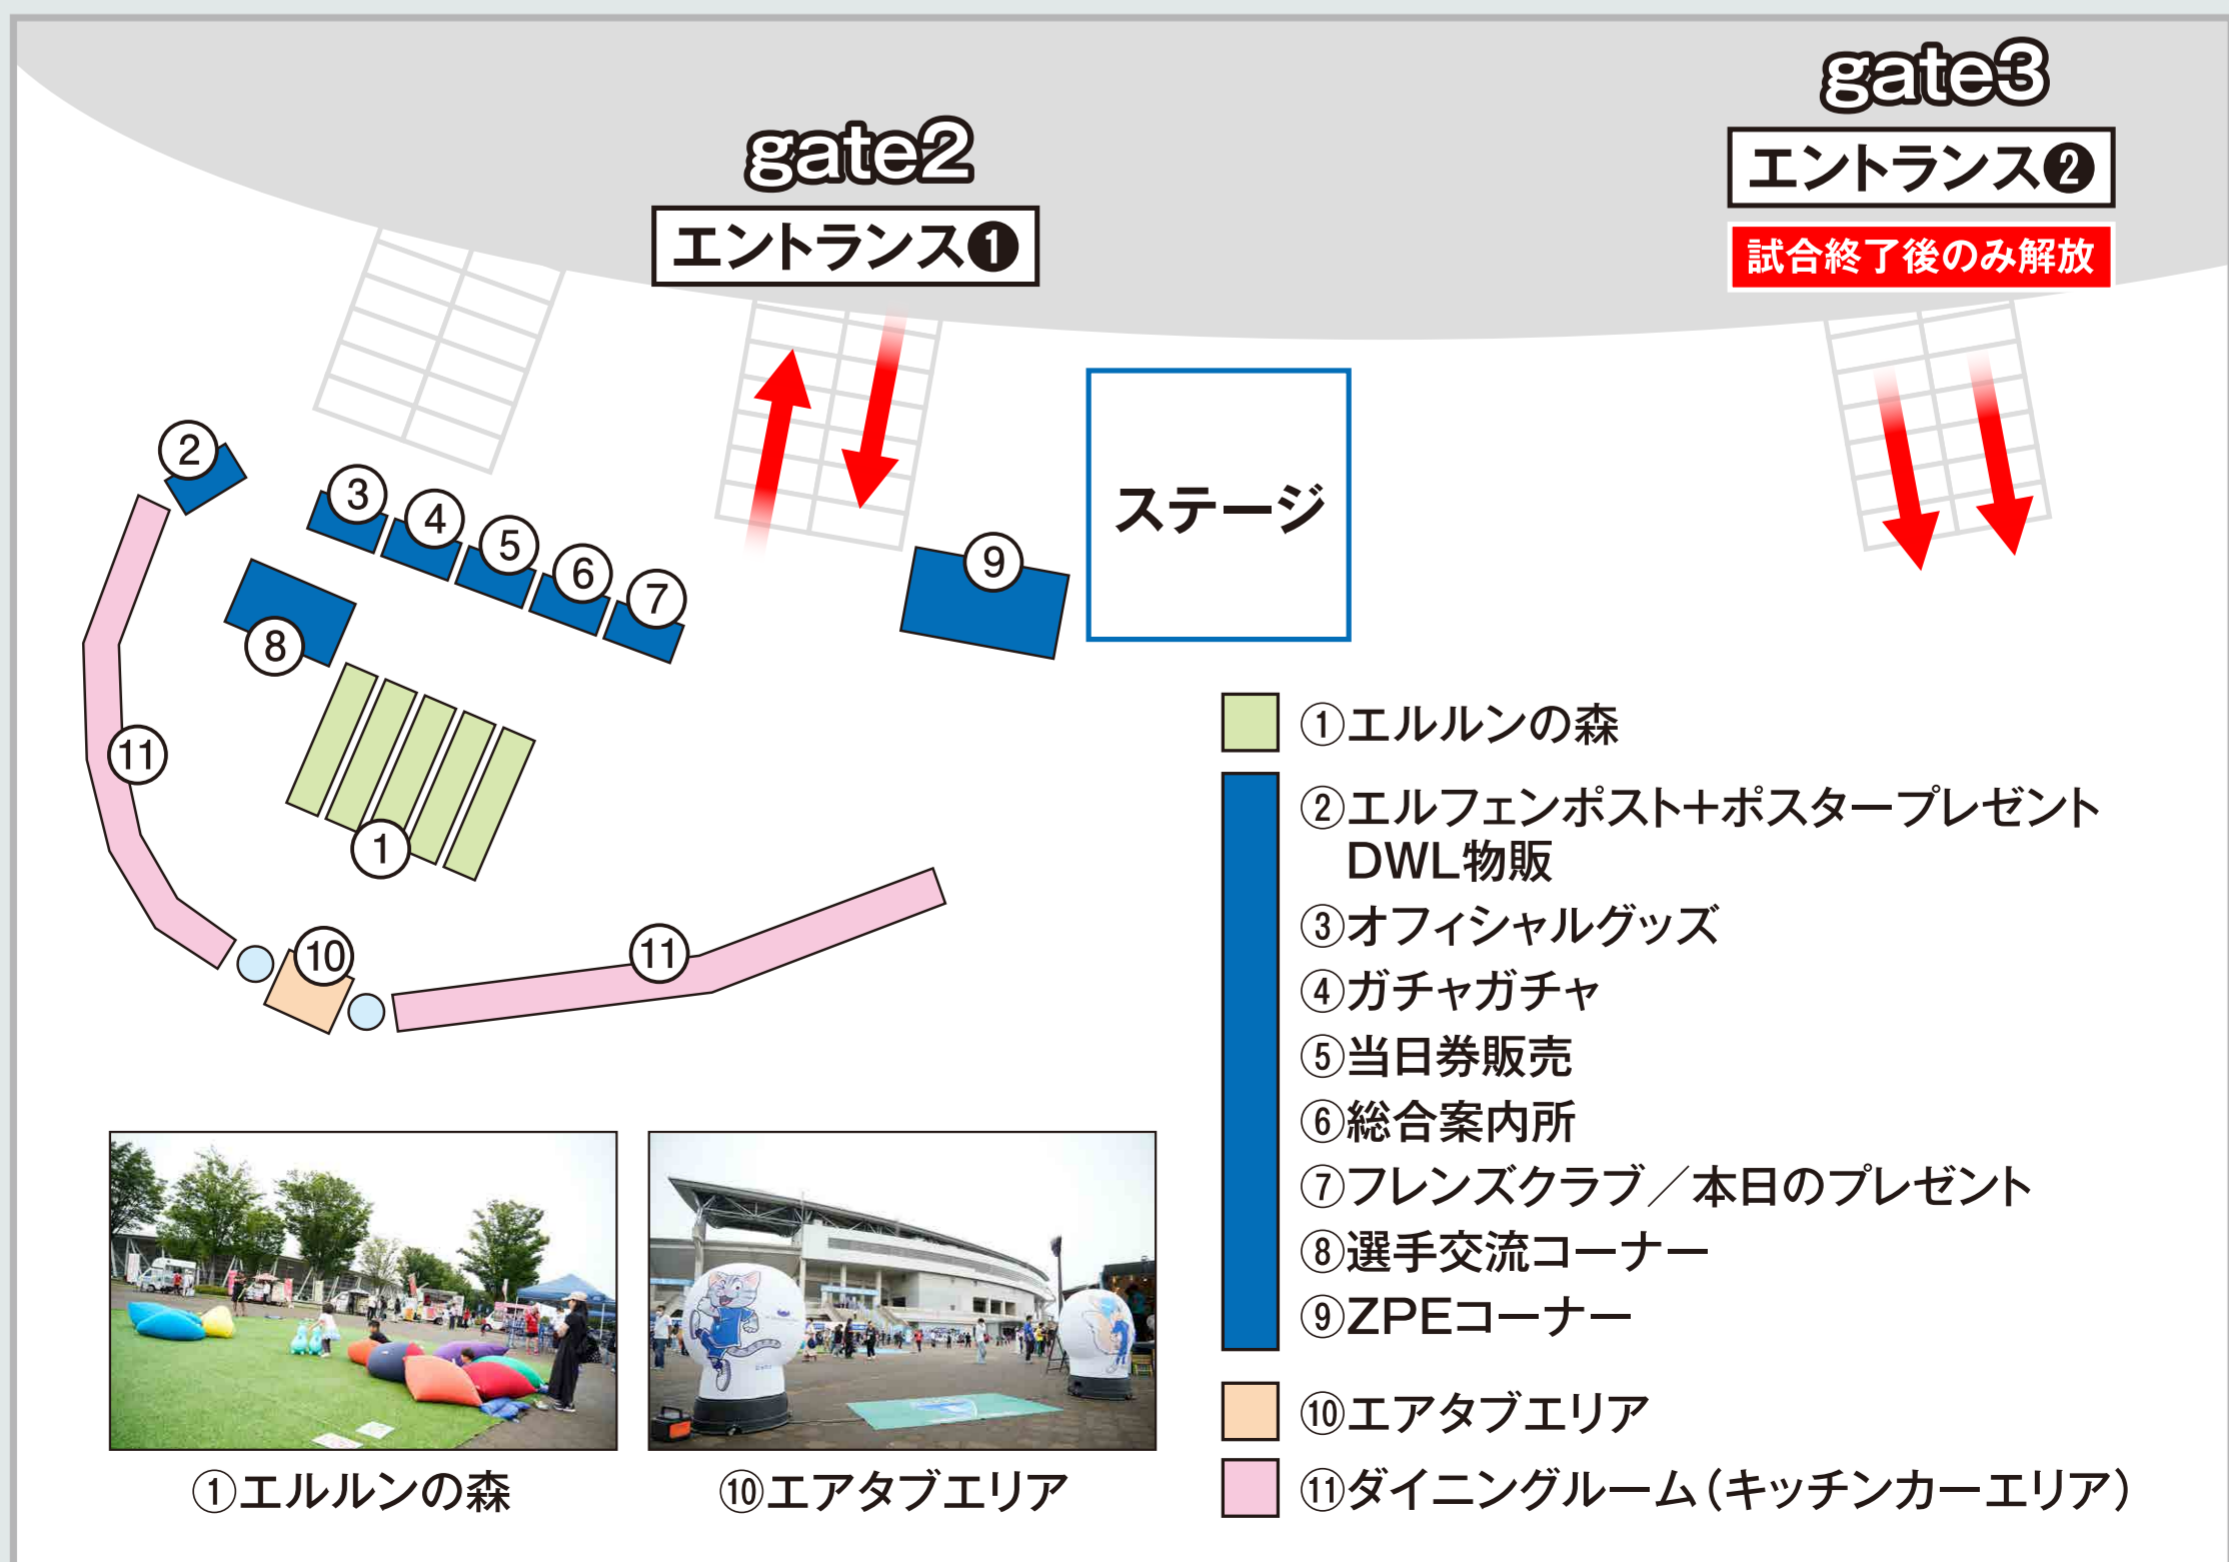 gate3
エントランス❷
試合終了後のみ解放
gate2
エントランス❶
ステージ
②
③
④
⑤
⑥
⑦
⑨
⑧
⑪
①
⑩
⑪
①エルルンの森
②エルフェンポスト+ポスタープレゼント
DWL物販
③オフィシャルグッズ
④ガチャガチャ
⑤当日券販売
⑥総合案内所
⑦フレンズクラブ／本日のプレゼント
⑧選手交流コーナー
⑨ZPEコーナー
⑩エアタブエリア
⑪ダイニングルーム(キッチンカーエリア)
①エルルンの森
⑩エアタブエリア